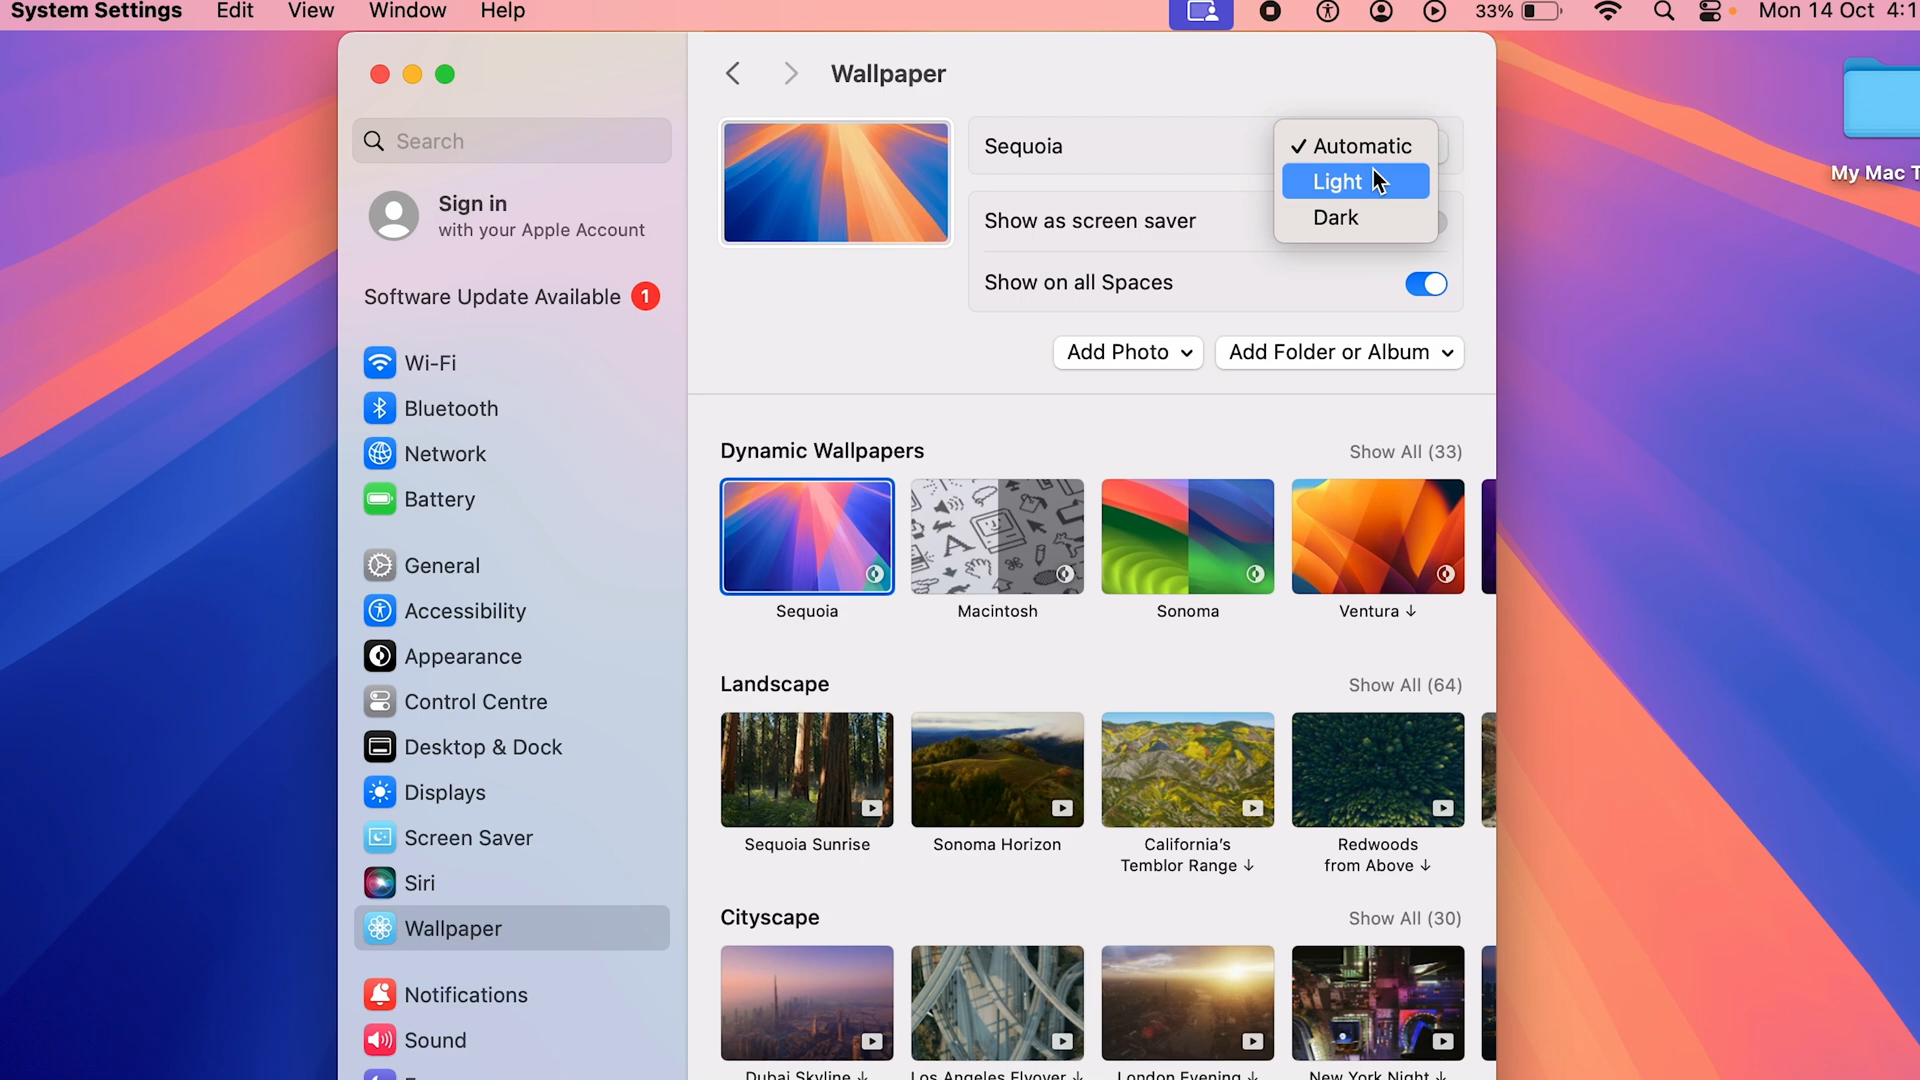 System Settings Edit View Window Help 33% Mon 14 Oct 4:1
Wallpaper
Search
Sign in
with your Apple Account
Software Update Available 1
Wi-Fi
Bluetooth
Network
Battery
General
Accessibility
Appearance
Control Centre
Desktop & Dock
Displays
Screen Saver
Siri
Wallpaper
Notifications
Sound
Sequoia
✓ Automatic
Light
Dark
Show as screen saver
Show on all Spaces
Add Photo
Add Folder or Album
Dynamic Wallpapers Show All (33)
Sequoia Macintosh Sonoma Ventura ↓
Landscape Show All (64)
Sequoia Sunrise Sonoma Horizon California's Redwoods
Temblor Range ↓ from Above ↓
Cityscape Show All (30)
Dubai Skyline ↓ Los Angeles Flyover ↓ London Evening ↓ New York Night ↓
My Mac T